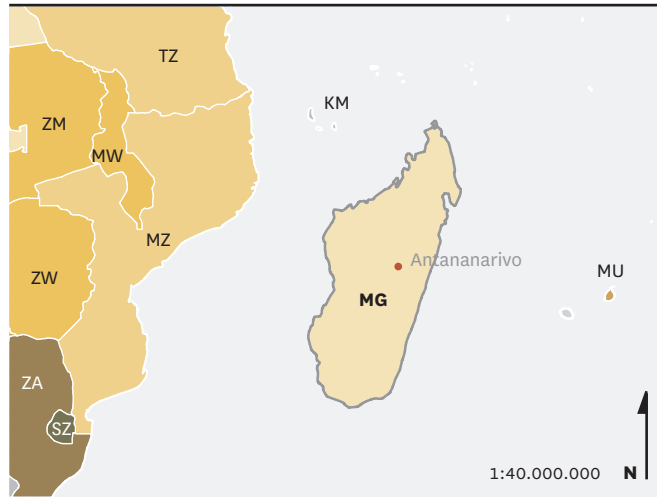 TZ
KM
ZM
MW
MZ
Antananarivo
ZW
MU
MG
ZA
SZ
1:40.000.000 N